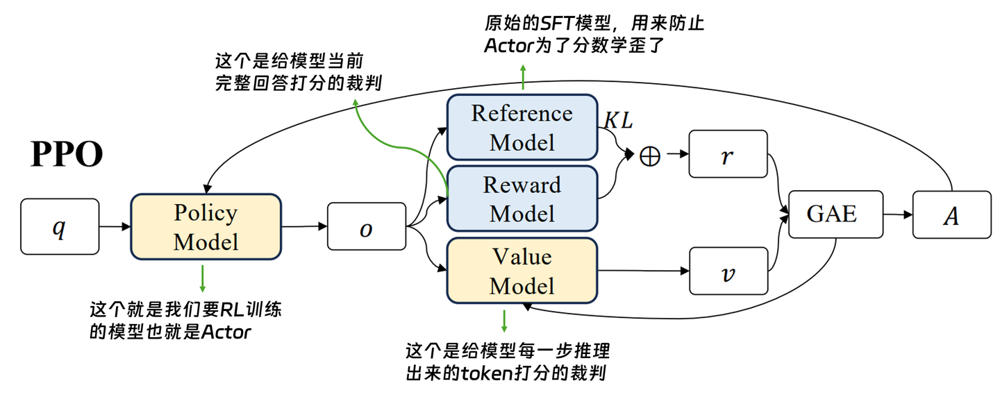 原始的SFT模型，用来防止
Actor为了分数学歪了
这个是给模型当前
完整回答打分的裁判
PPO
q
Policy
Model
o
Reference
Model
Reward
Model
Value
Model
KL
⊕
r
v
GAE
A
这个就是我们要RL训练
的模型也就是Actor
这个是给模型每一步推理
出来的token打分的裁判